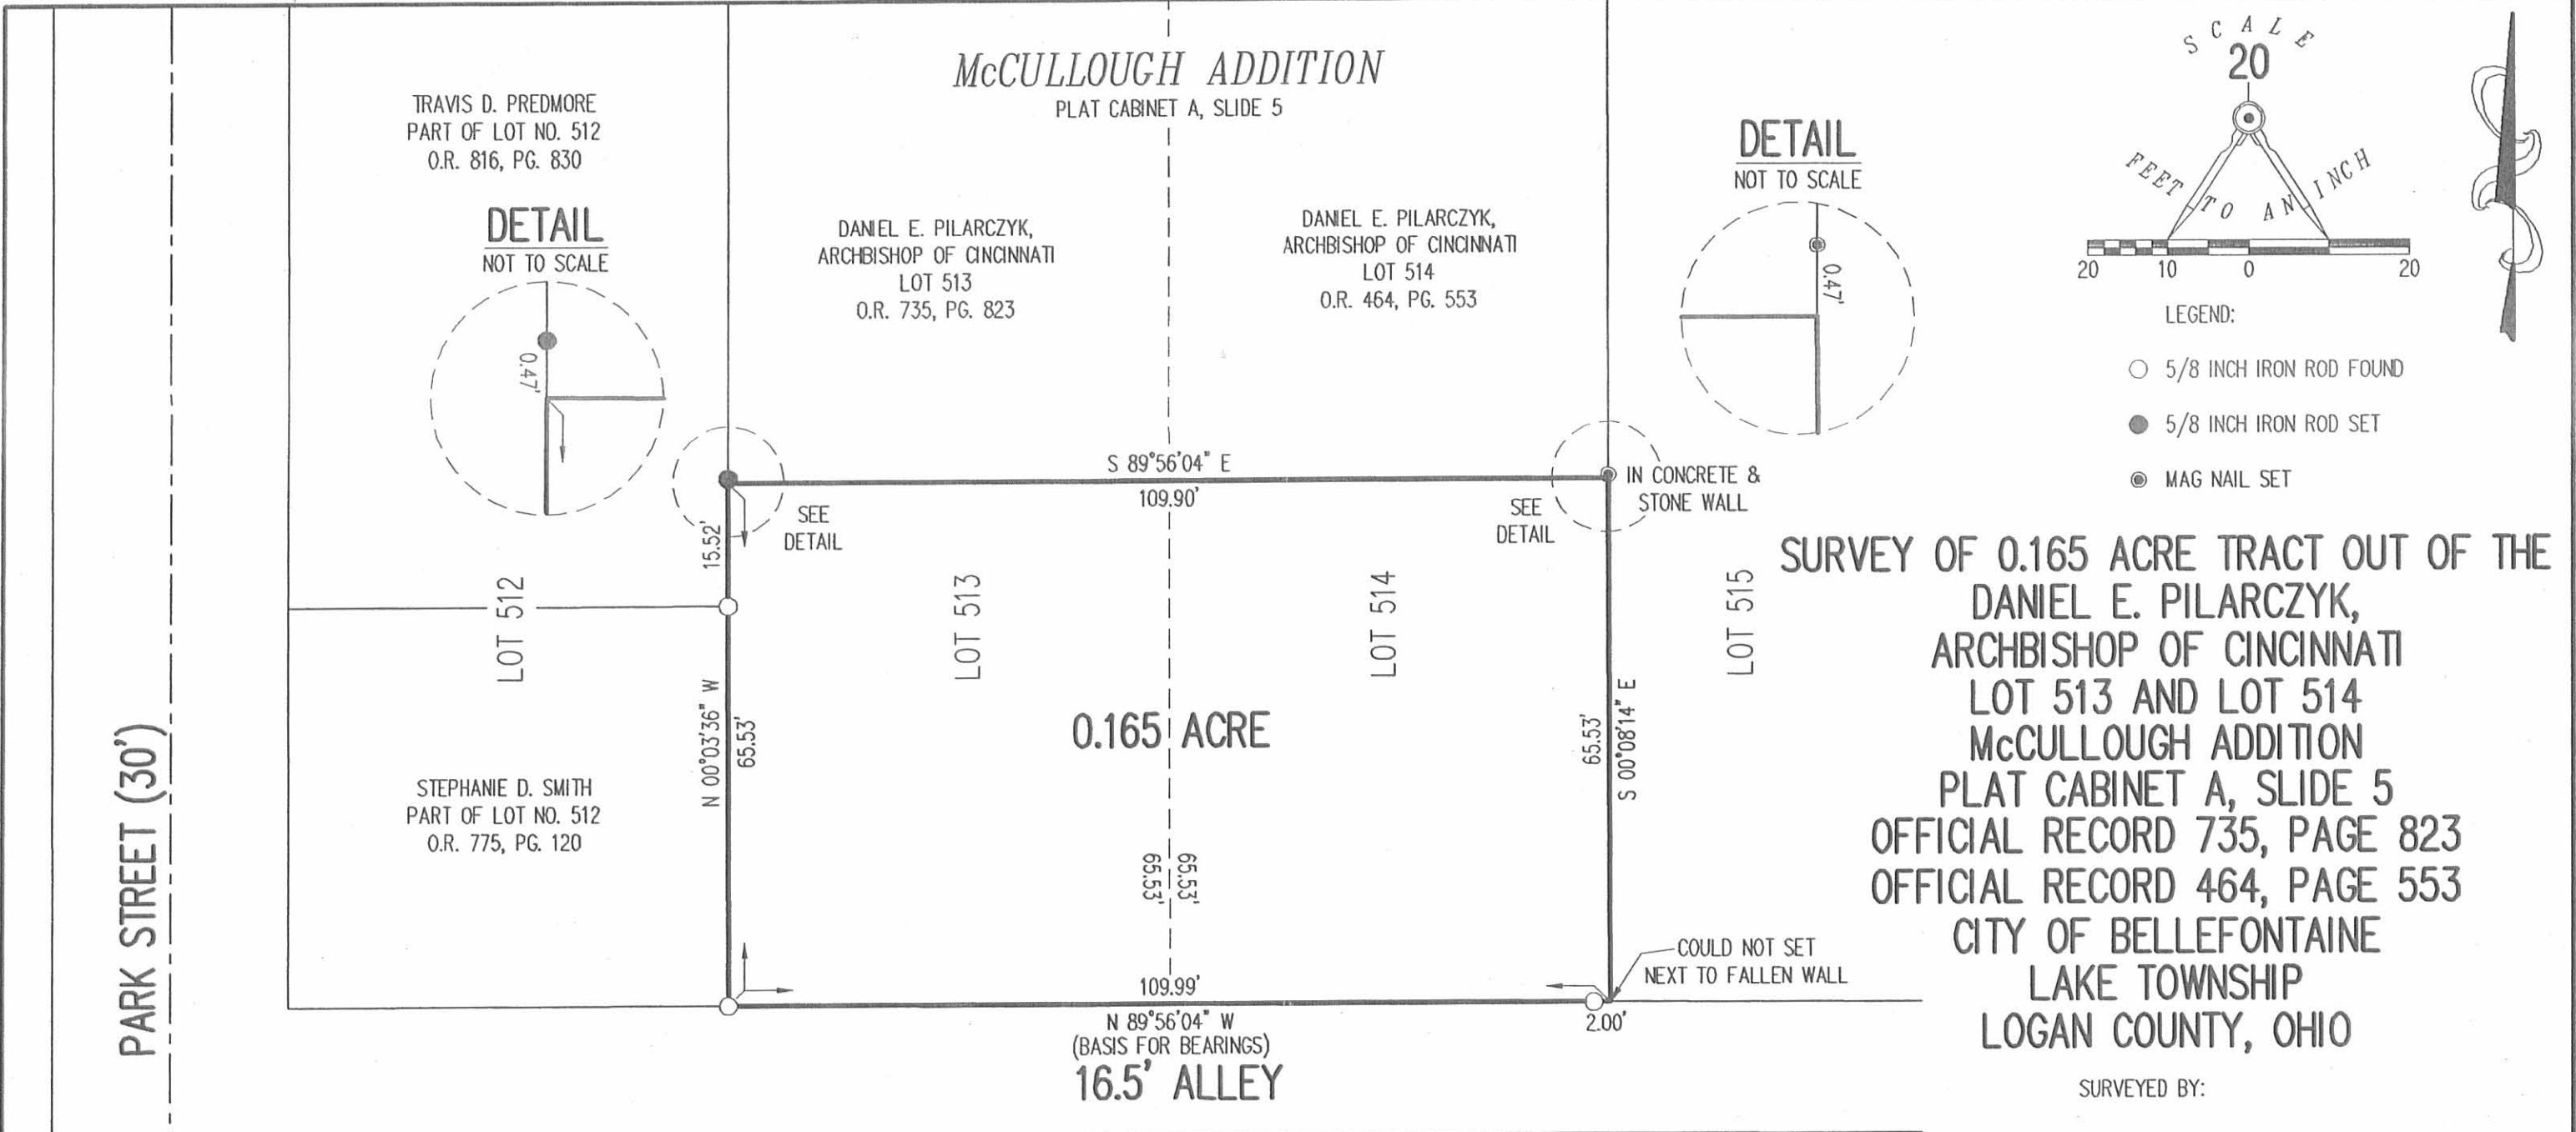 McCULLOUGH ADDITION
PLAT CABINET A, SLIDE 5
TRAVIS D. PREDMORE
PART OF LOT NO. 512
O.R. 816, PG. 830
DETAIL
NOT TO SCALE
0.47'
DANIEL E. PILARCZYK,
ARCHBISHOP OF CINCINNATI
LOT 513
O.R. 735, PG. 823
DANIEL E. PILARCZYK,
ARCHBISHOP OF CINCINNATI
LOT 514
O.R. 464, PG. 553
DETAIL
NOT TO SCALE
0.47'
SCALE
20
FEET TO AN INCH
20 10 0 20
LEGEND:
5/8 INCH IRON ROD FOUND
5/8 INCH IRON ROD SET
MAG NAIL SET
S 89°56'04" E
109.90'
SEE
DETAIL
SEE
DETAIL
IN CONCRETE &
STONE WALL
15.52'
LOT 512
LOT 513
LOT 514
LOT 515
N 00°03'36" W
65.53'
0.165 ACRE
65.53'
S 00°08'14" E
STEPHANIE D. SMITH
PART OF LOT NO. 512
O.R. 775, PG. 120
65.53'
65.53'
COULD NOT SET
NEXT TO FALLEN WALL
109.99'
2.00'
N 89°56'04" W
(BASIS FOR BEARINGS)
16.5' ALLEY
PARK STREET (30')
SURVEY OF 0.165 ACRE TRACT OUT OF THE
DANIEL E. PILARCZYK,
ARCHBISHOP OF CINCINNATI
LOT 513 AND LOT 514
McCULLOUGH ADDITION
PLAT CABINET A, SLIDE 5
OFFICIAL RECORD 735, PAGE 823
OFFICIAL RECORD 464, PAGE 553
CITY OF BELLEFONTAINE
LAKE TOWNSHIP
LOGAN COUNTY, OHIO
SURVEYED BY: